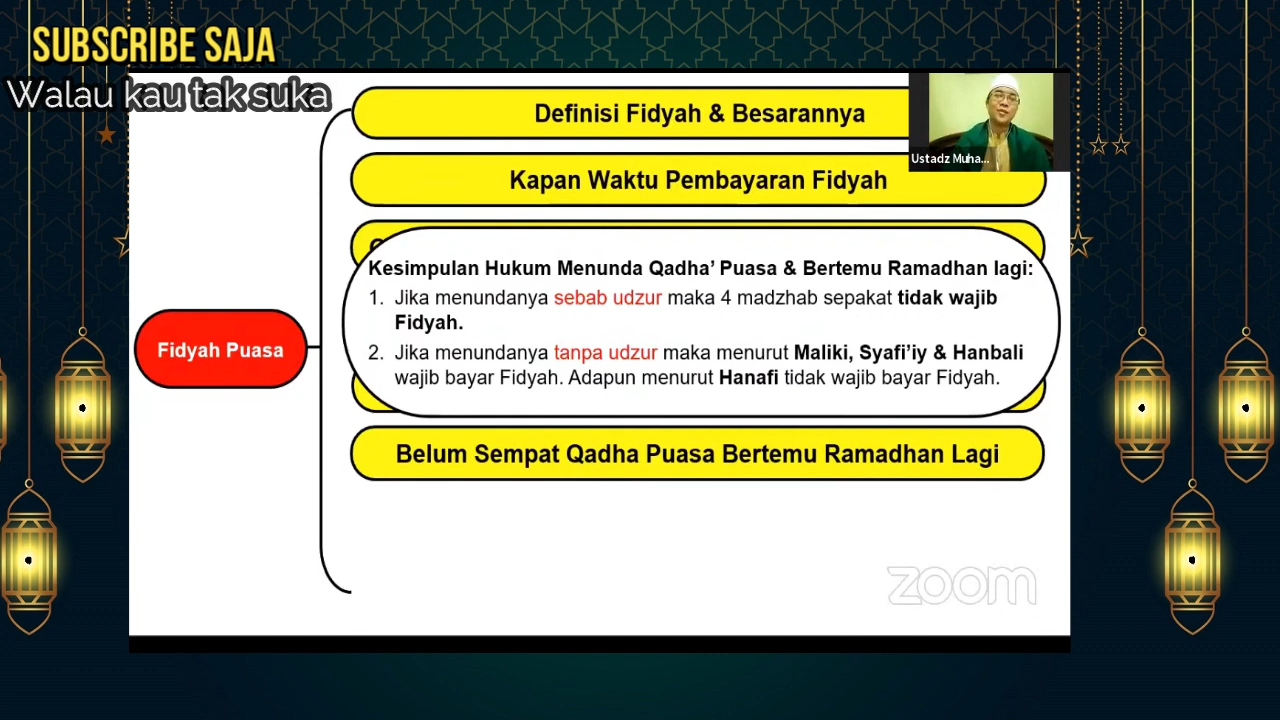 SUBSCRIBE SAJA
Walau kau tak suka
Definisi Fidyah & Besarannya
Ustadz Muha...
Kapan Waktu Pembayaran Fidyah
Kesimpulan Hukum Menunda Qadha’ Puasa & Bertemu Ramadhan lagi:
1. Jika menundanya sebab udzur maka 4 madzhab sepakat tidak wajib
Fidyah.
2. Jika menundanya tanpa udzur maka menurut Maliki, Syafi’iy & Hanbali
wajib bayar Fidyah. Adapun menurut Hanafi tidak wajib bayar Fidyah.
Fidyah Puasa
Belum Sempat Qadha Puasa Bertemu Ramadhan Lagi
zoom